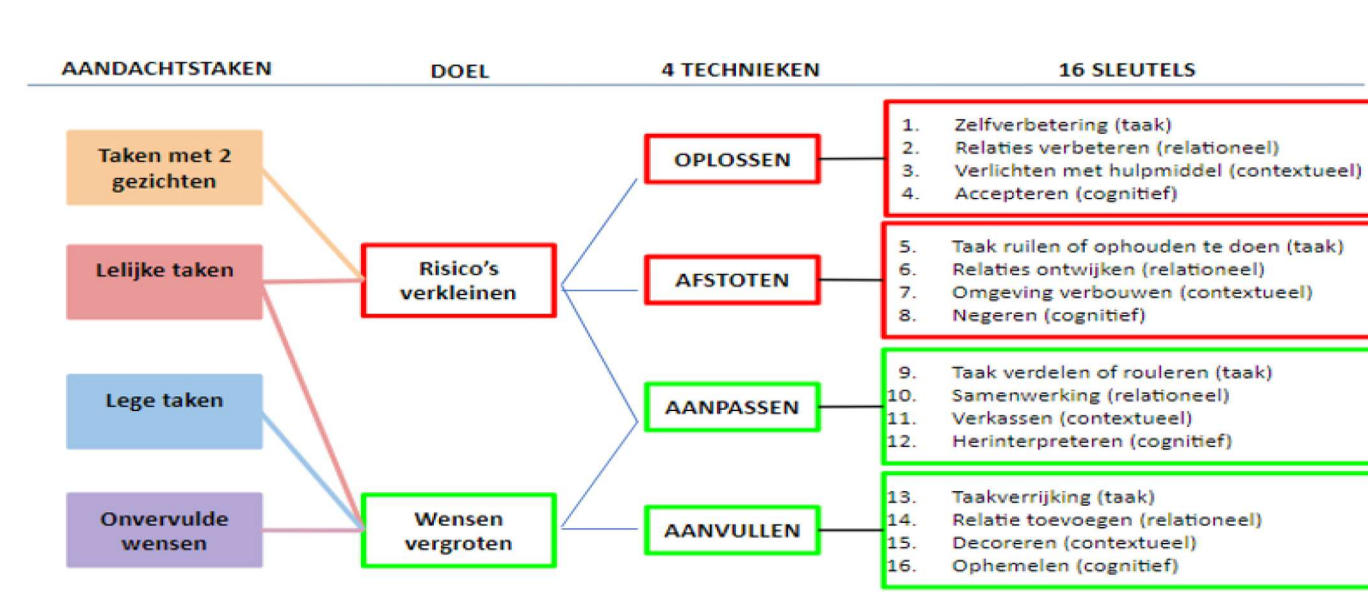 AANDACHTSTAKEN
DOEL
4 TECHNIEKEN
16 SLEUTELS
Taken met 2
gezichten
Lelijke taken
Lege taken
Onvervulde
wensen
Risico's
verkleinen
Wensen
vergroten
OPLOSSEN
AFSTOTEN
AANPASSEN
AANVULLEN
1. Zelfverbetering (taak)
2. Relaties verbeteren (relationeel)
3. Verlichten met hulpmiddel (contextueel)
4. Accepteren (cognitief)
5. Taak ruilen of ophouden te doen (taak)
6. Relaties ontwijken (relationeel)
7. Omgeving verbouwen (contextueel)
8. Negeren (cognitief)
9. Taak verdelen of rouleren (taak)
10. Samenwerking (relationeel)
11. Verkassen (contextueel)
12. Herinterpreteren (cognitief)
13. Taakverrijking (taak)
14. Relatie toevoegen (relationeel)
15. Decoreren (contextueel)
16. Ophemelen (cognitief)